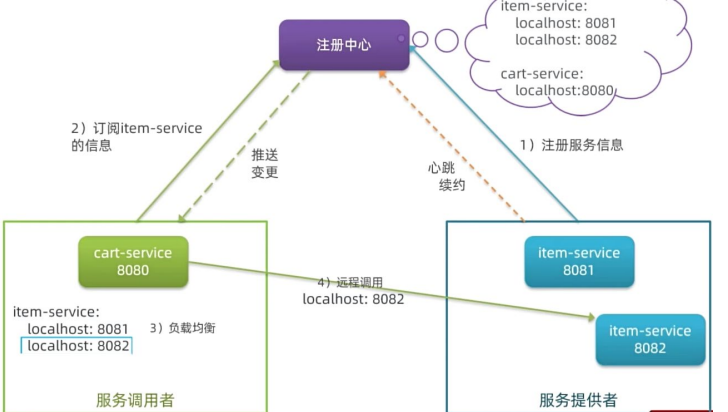 item-service:
localhost: 8081
localhost: 8082
cart-service:
localhost:8080
注册中心
2）订阅item-service
的信息
推送
变更
心跳
续约
1）注册服务信息
cart-service
8080
item-service
8081
4）远程调用
localhost: 8082
item-service:
localhost: 8081
3）负载均衡
localhost: 8082
item-service
8082
服务调用者
服务提供者